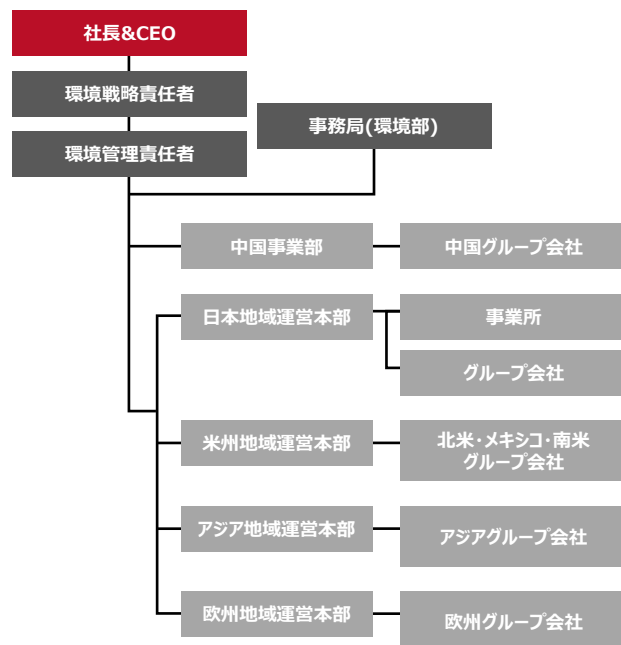 社長&CEO
環境戦略責任者
事務局(環境部)
環境管理責任者
中国事業部
中国グループ会社
日本地域運営本部
事業所
グループ会社
米州地域運営本部
北米・メキシコ・南米
グループ会社
アジア地域運営本部
アジアグループ会社
欧州地域運営本部
欧州グループ会社